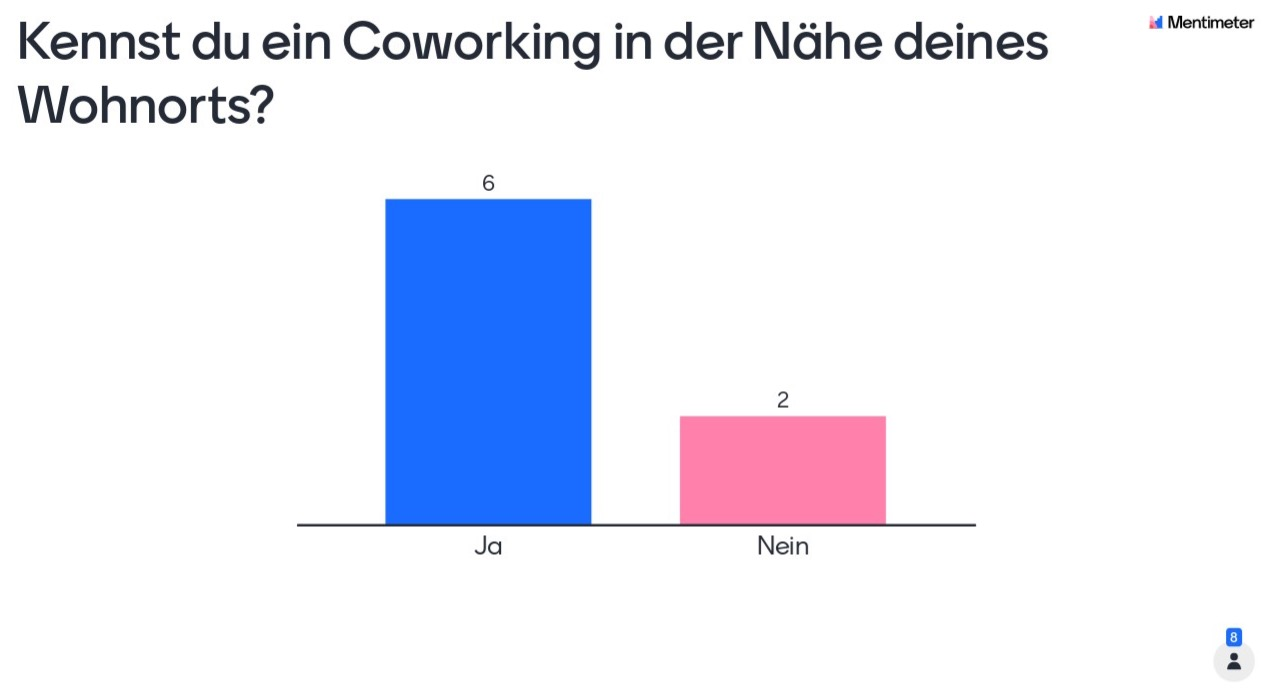 Kennst du ein Coworking in der Nähe deines
Wohnorts?
Mentimeter
6
2
Ja
Nein
8